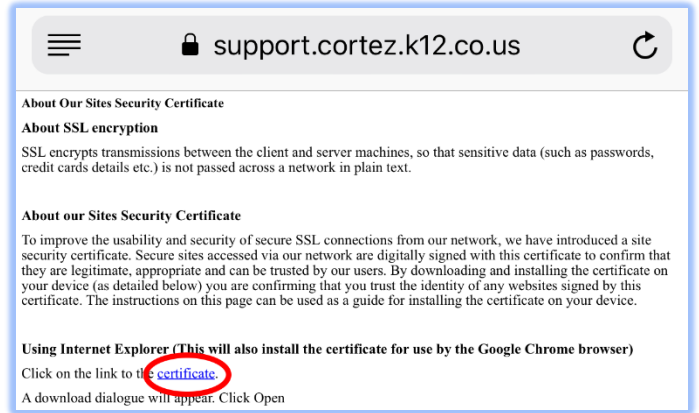 support.cortez.k12.co.us
About Our Sites Security Certificate
About SSL encryption
SSL encrypts transmissions between the client and server machines, so that sensitive data (such as passwords,
credit cards details etc.) is not passed across a network in plain text.
About our Sites Security Certificate
To improve the usability and security of secure SSL connections from our network, we have introduced a site
security certificate. Secure sites accessed via our network are digitally signed with this certificate to confirm that
they are legitimate, appropriate and can be trusted by our users. By downloading and installing the certificate on
your device (as detailed below) you are confirming that you trust the identity of any websites signed by this
certificate. The instructions on this page can be used as a guide for installing the certificate on your device.
Using Internet Explorer (This will also install the certificate for use by the Google Chrome browser)
Click on the link to the certificate.
A download dialogue will appear. Click Open